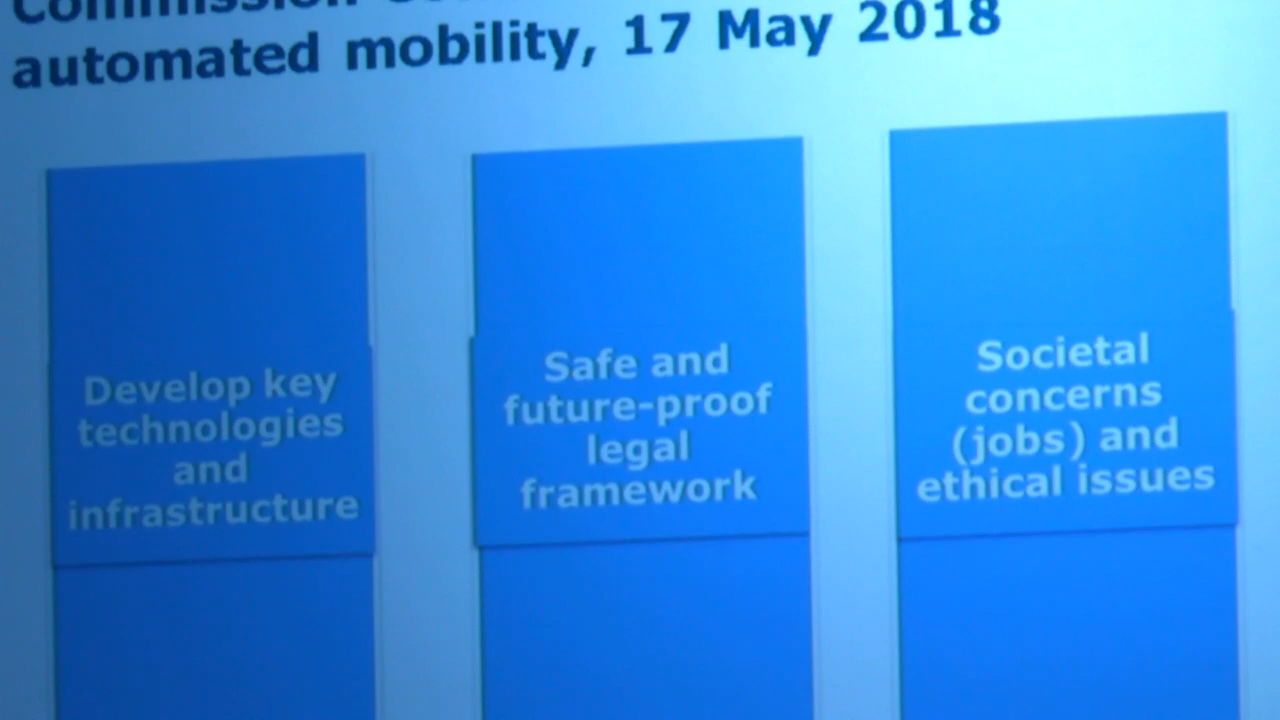 Commission
automated mobility, 17 May 2018
Develop key
technologies
and
infrastructure
Safe and
future-proof
legal
framework
Societal
concerns
(jobs) and
ethical issues